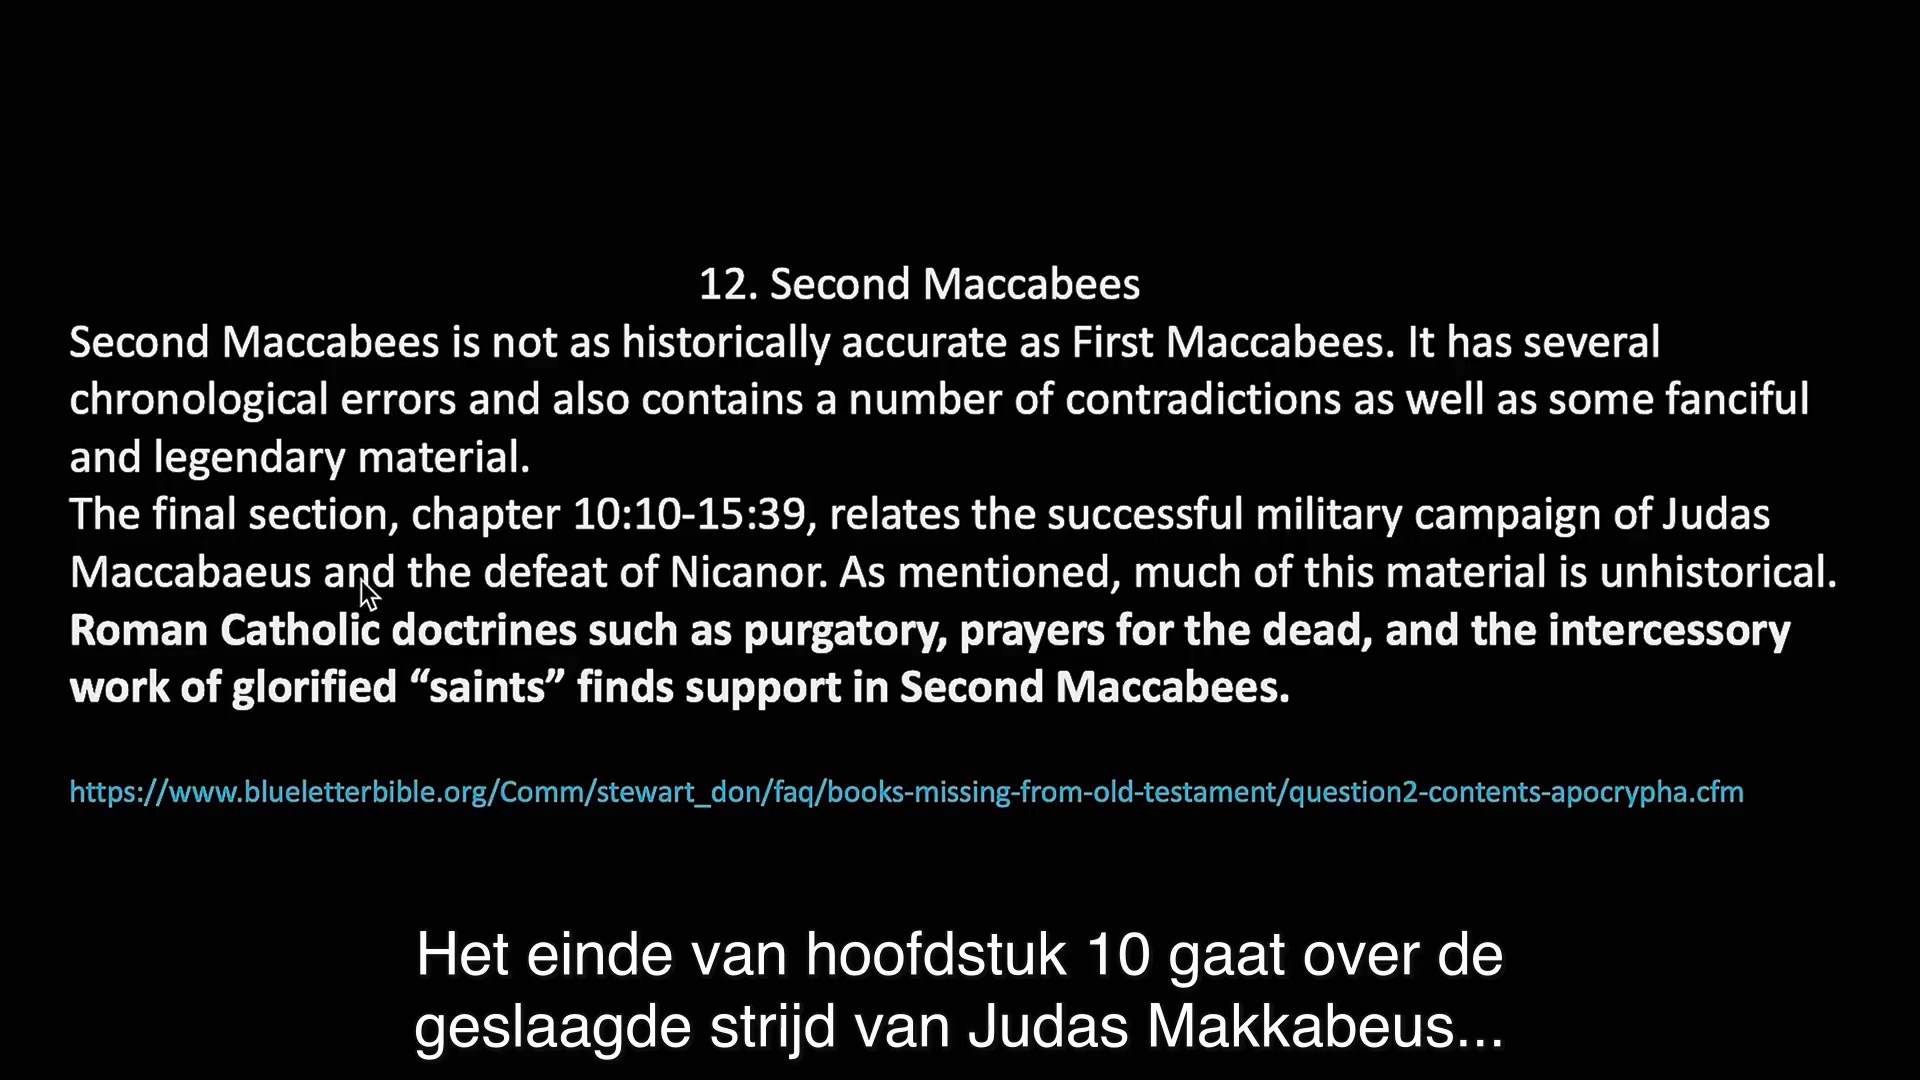 12. Second Maccabees
Second Maccabees is not as historically accurate as First Maccabees. It has several
chronological errors and also contains a number of contradictions as well as some fanciful
and legendary material.
The final section, chapter 10:10-15:39, relates the successful military campaign of Judas
Maccabaeus and the defeat of Nicanor. As mentioned, much of this material is unhistorical.
Roman Catholic doctrines such as purgatory, prayers for the dead, and the intercessory
work of glorified “saints” finds support in Second Maccabees.
https://www.blueletterbible.org/Comm/stewart_don/faq/books-missing-from-old-testament/question2-contents-apocrypha.cfm
Het einde van hoofdstuk 10 gaat over de
geslaagde strijd van Judas Makkabeus...